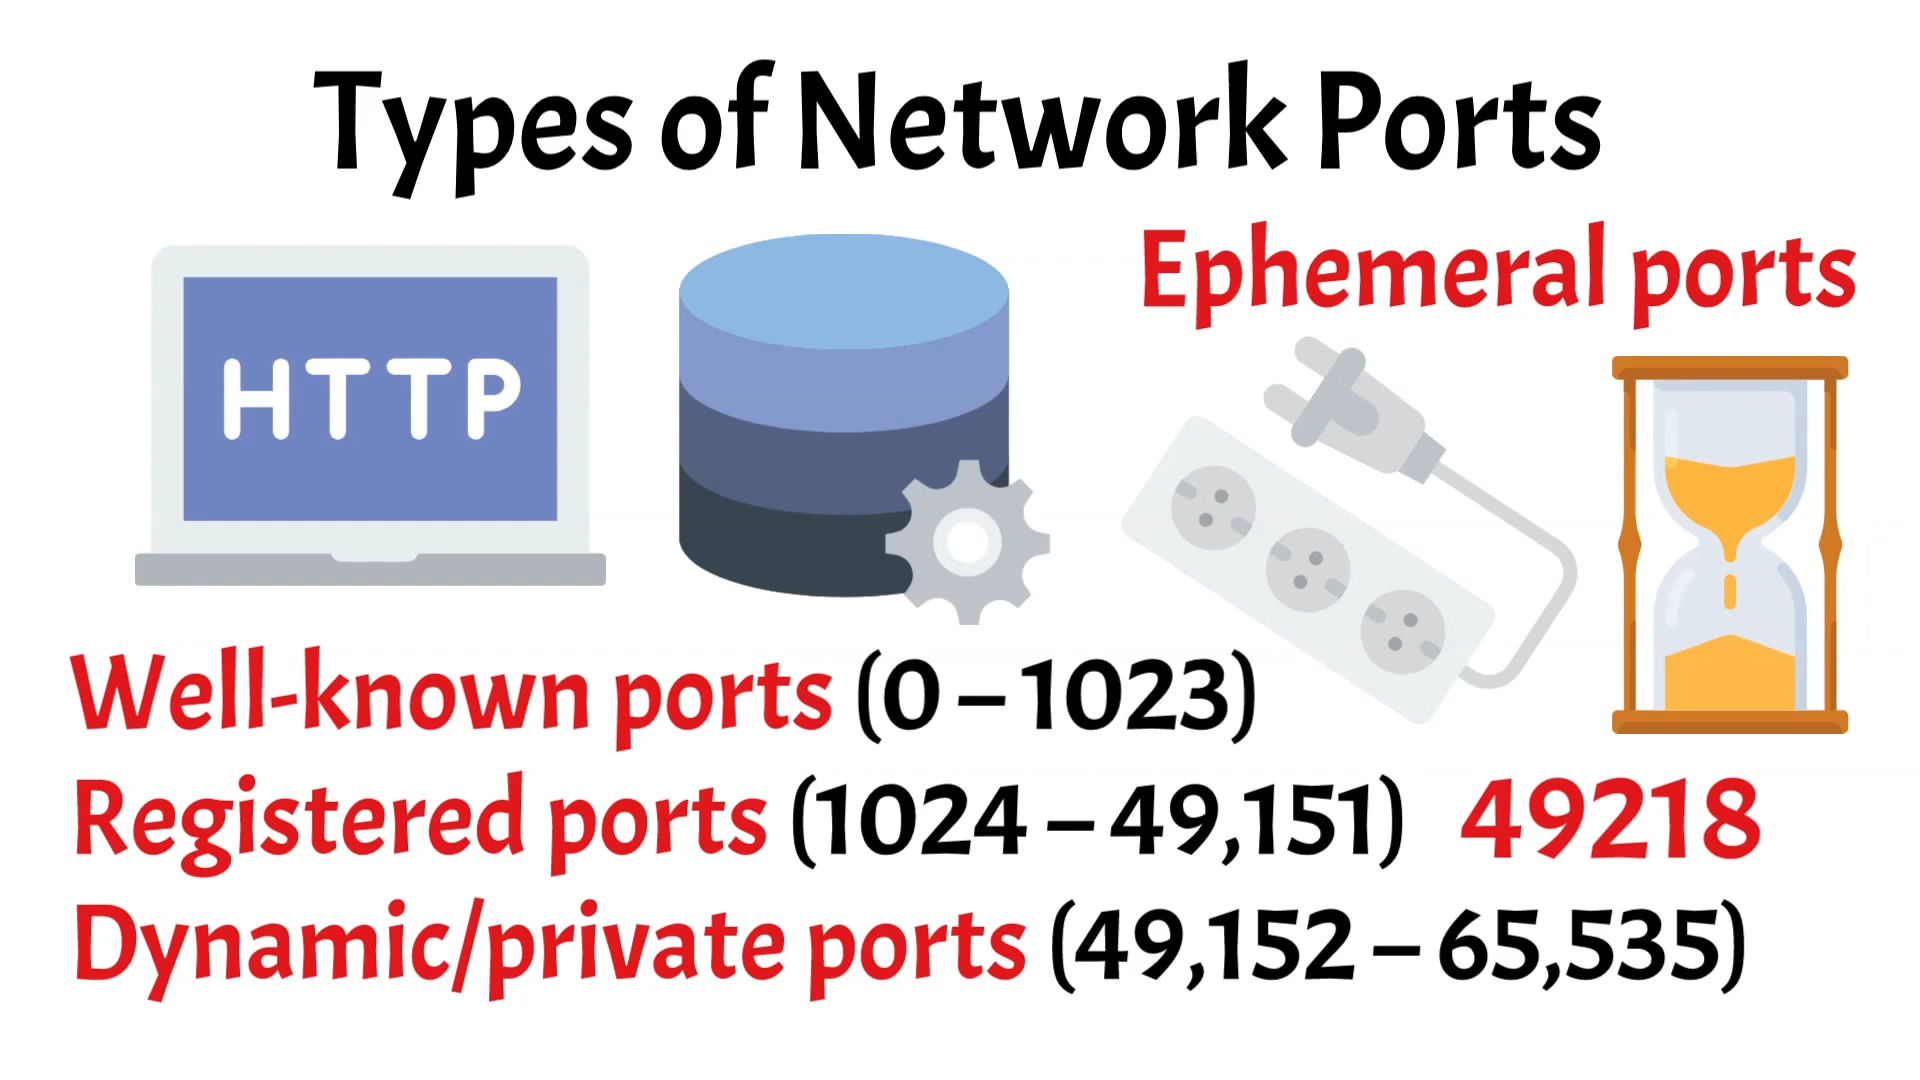 Types of Network Ports
HTTP
Ephemeral ports
Well-known ports (0 – 1023)
Registered ports (1024 – 49,151) 49218
Dynamic/private ports (49,152 – 65,535)